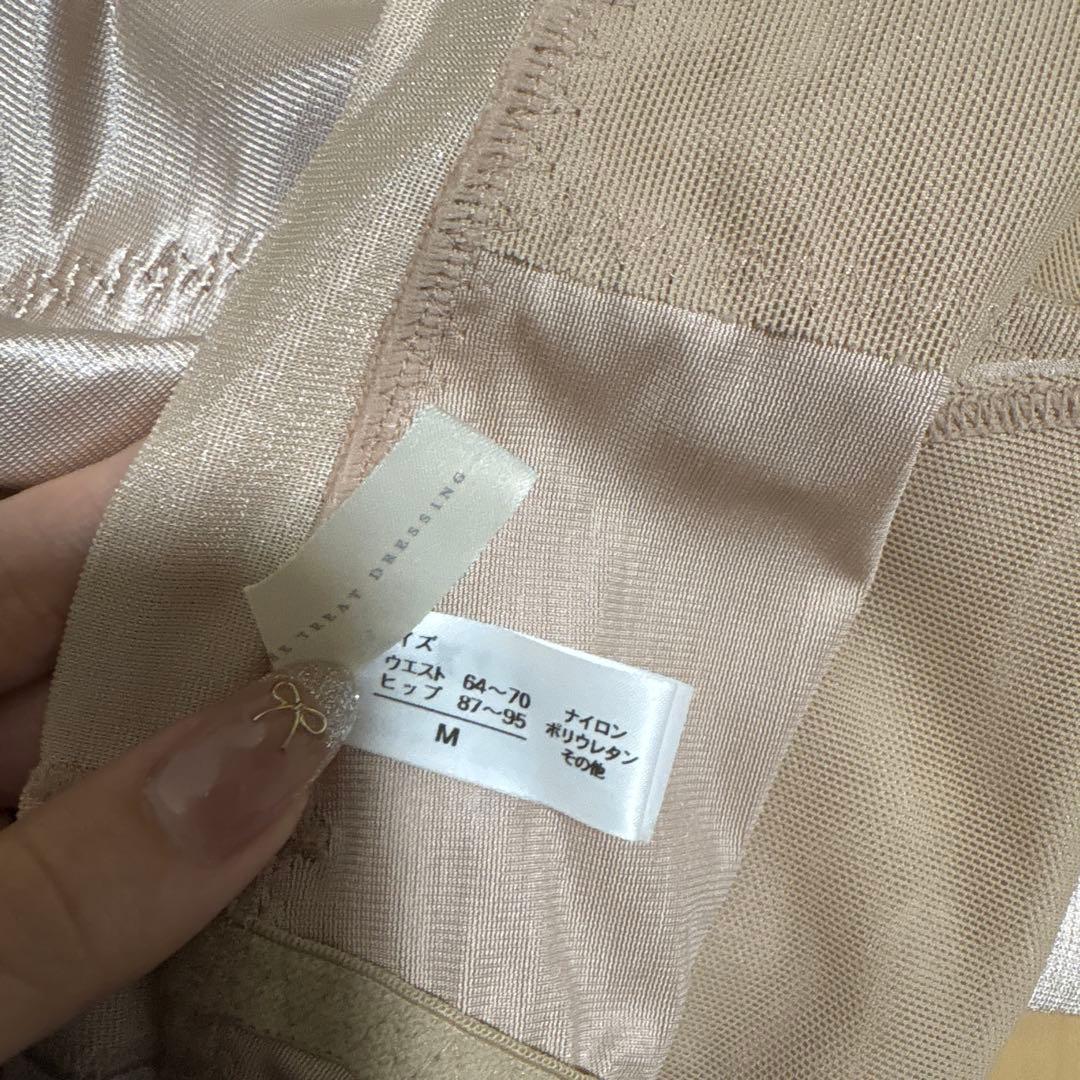 TREAT DRESSING
イズ
ウエスト 64～70
ヒップ 87～95
M
ナイロン
ポリウレタン
その他